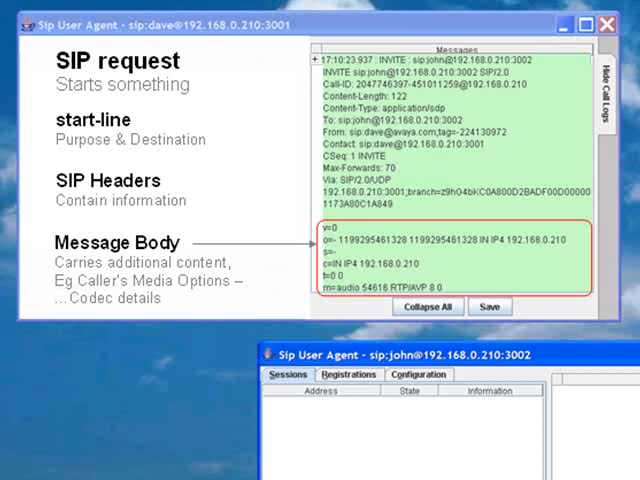 Sip User Agent - sip:dave@192.168.0.210:3001
SIP request
Starts something
start-line
Purpose & Destination
SIP Headers
Contain information
Message Body
Carries additional content,
Eg Caller's Media Options –
...Codec details
Messages
+ 17:10:23.937 : INVITE : sip:john@192.168.0.210:3002
INVITE sip:john@192.168.0.210:3002 SIP/2.0
Call-ID: 2047746397-451011259@192.168.0.210
Content-Length: 122
Content-Type: application/sdp
To: sip:john@192.168.0.210:3002
From: sip:dave@avaya.com;tag=-224130972
Contact: sip:dave@192.168.0.210:3001
CSeq: 1 INVITE
Max-Forwards: 70
Via: SIP/2.0/UDP
192.168.0.210:3001;branch=z9hG4bKC0A800D2BADF00D00000
1173A80C1A849
v=0
o=- 1199295461328 1199295461328 IN IP4 192.168.0.210
s=-
c=IN IP4 192.168.0.210
t=0 0
m=audio 54616 RTP/AVP 8 0
Collapse All Save
Hide Call Logs
Sip User Agent - sip:john@192.168.0.210:3002
Sessions Registrations Configuration
Address State Information